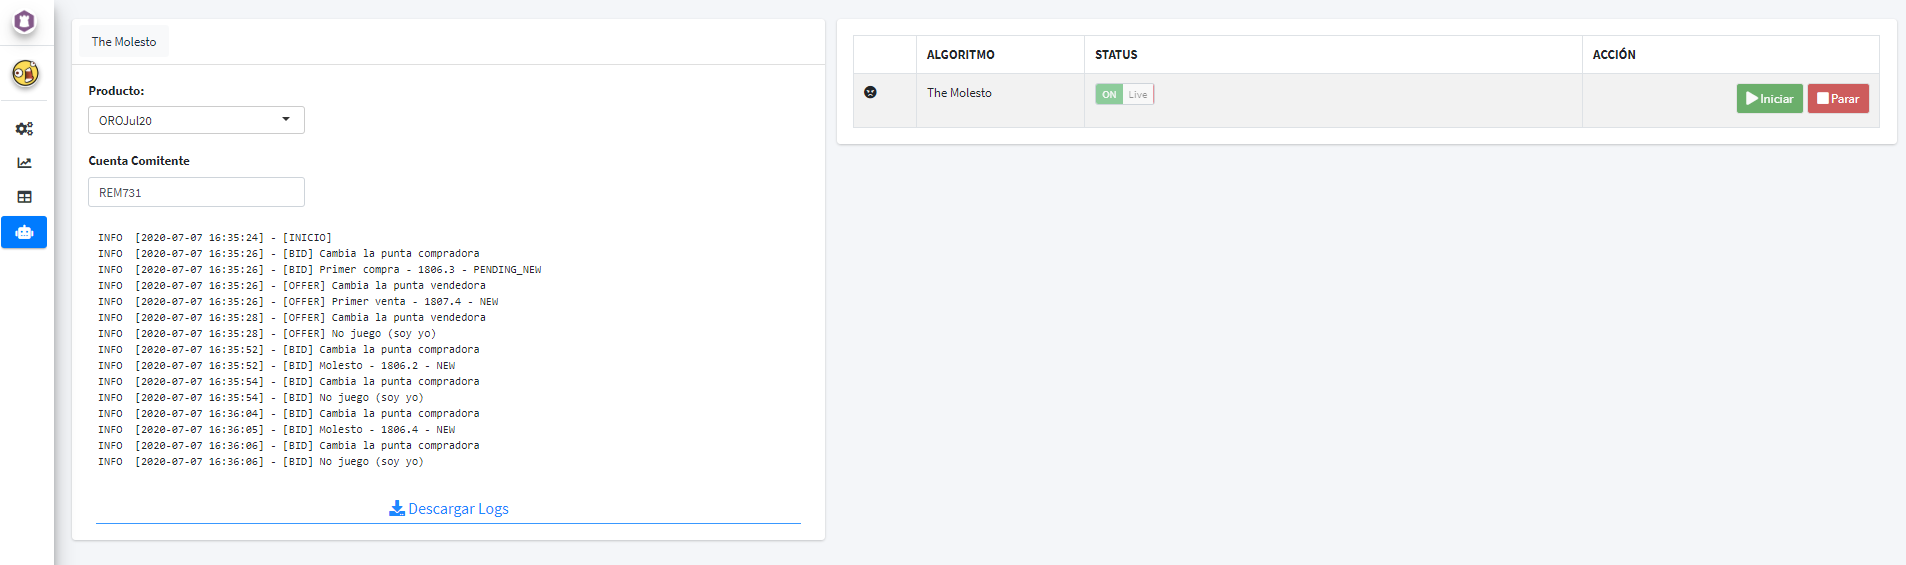 The Molesto
Producto:
OROJul20
Cuenta Comitente
REM731
INFO [2020-07-07 16:35:24] - [INICIO]
INFO [2020-07-07 16:35:26] - [BID] Cambia la punta compradora
INFO [2020-07-07 16:35:26] - [BID] Primer compra - 1806.3 - PENDING_NEW
INFO [2020-07-07 16:35:26] - [OFFER] Cambia la punta vendedora
INFO [2020-07-07 16:35:26] - [OFFER] Primer venta - 1807.4 - NEW
INFO [2020-07-07 16:35:28] - [OFFER] Cambia la punta vendedora
INFO [2020-07-07 16:35:28] - [OFFER] No juego (soy yo)
INFO [2020-07-07 16:35:52] - [BID] Cambia la punta compradora
INFO [2020-07-07 16:35:52] - [BID] Molesto - 1806.2 - NEW
INFO [2020-07-07 16:35:54] - [BID] Cambia la punta compradora
INFO [2020-07-07 16:35:54] - [BID] No juego (soy yo)
INFO [2020-07-07 16:36:04] - [BID] Cambia la punta compradora
INFO [2020-07-07 16:36:05] - [BID] Molesto - 1806.4 - NEW
INFO [2020-07-07 16:36:06] - [BID] Cambia la punta compradora
INFO [2020-07-07 16:36:06] - [BID] No juego (soy yo)
Descargar Logs
ALGORITMO STATUS ACCIÓN
The Molesto ON Live Iniciar Parar